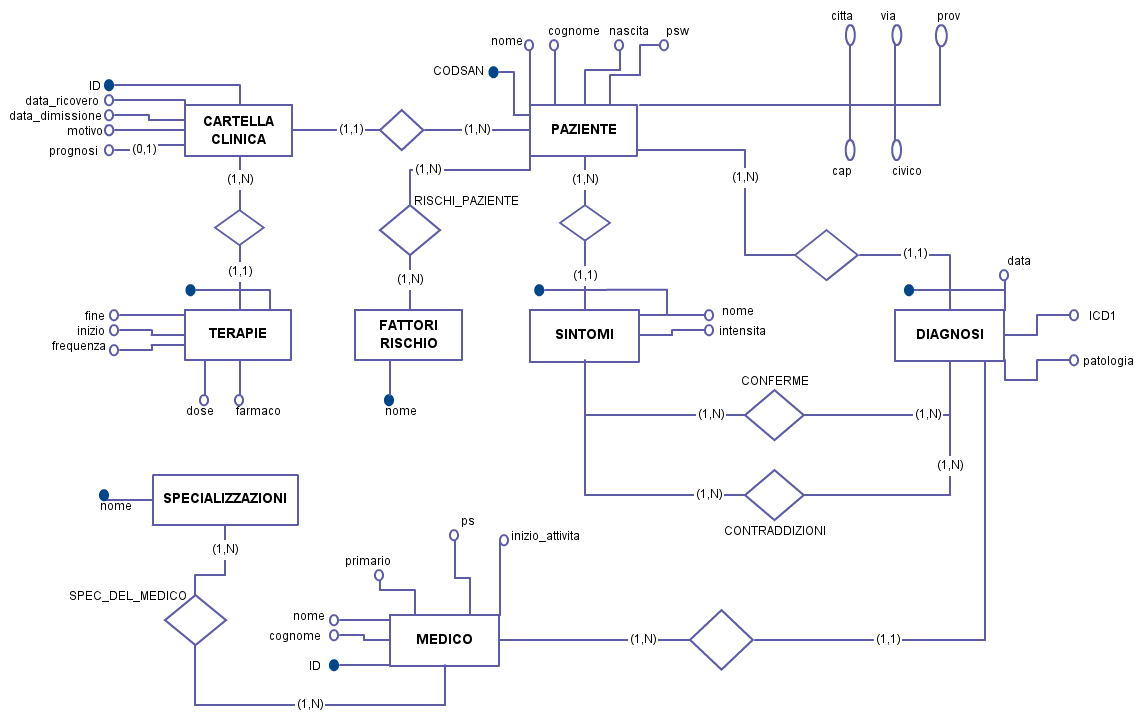 citta
via
prov
nome
cognome
nascita
psw
CODSAN
ID
data_ricovero
data_dimissione
motivo
prognosi
(0,1)
CARTELLA
CLINICA
(1,1)
(1,N)
PAZIENTE
cap
civico
(1,N)
(1,N)
RISCHI_PAZIENTE
(1,N)
(1,N)
(1,1)
(1,N)
(1,1)
(1,1)
data
fine
inizio
frequenza
TERAPIE
dose
farmaco
FATTORI
RISCHIO
nome
SINTOMI
nome
intensita
DIAGNOSI
ICD1
patologia
CONFERME
(1,N)
(1,N)
(1,N)
(1,N)
CONTRADDIZIONI
nome
SPECIALIZZAZIONI
(1,N)
SPEC_DEL_MEDICO
ps
inizio_attivita
primario
nome
cognome
ID
MEDICO
(1,N)
(1,1)
(1,N)